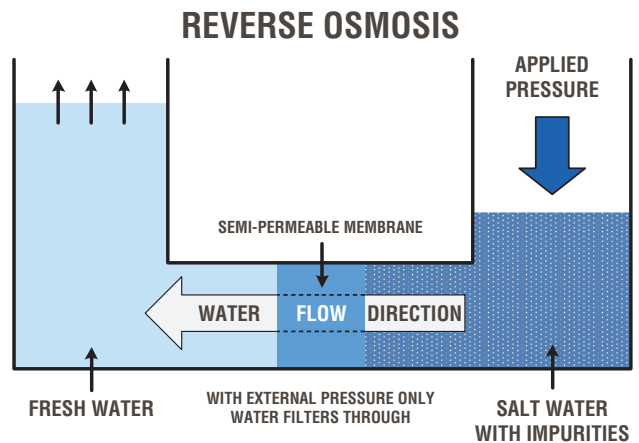 REVERSE OSMOSIS
APPLIED
PRESSURE
SEMI-PERMEABLE MEMBRANE
WATER FLOW DIRECTION
FRESH WATER
WITH EXTERNAL PRESSURE ONLY
WATER FILTERS THROUGH
SALT WATER
WITH IMPURITIES